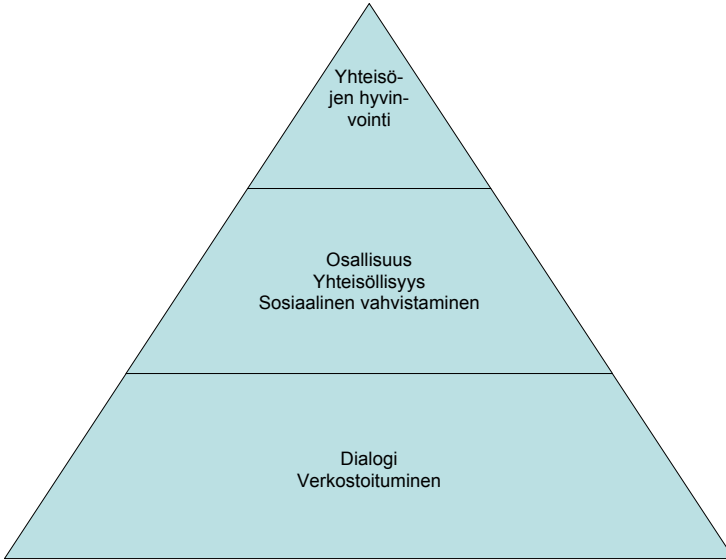 Yhteisö-
jen hyvin-
vointi
Osallisuus
Yhteisöllisyys
Sosiaalinen vahvistaminen
Dialogi
Verkostoituminen